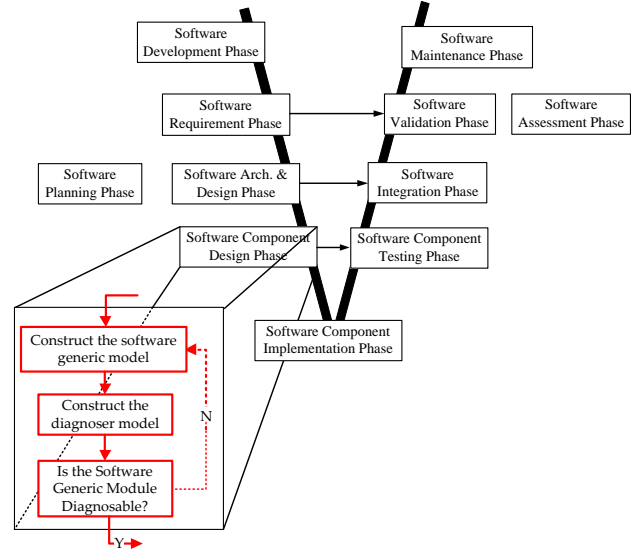 Software
Development Phase
Software
Maintenance Phase
Software
Requirement Phase
Software
Validation Phase
Software
Assessment Phase
Software
Planning Phase
Software Arch. &
Design Phase
Software
Integration Phase
Software Component
Design Phase
Software Component
Testing Phase
Software Component
Implementation Phase
Construct the software
generic model
Construct the
diagnoser model
N
Is the Software
Generic Module
Diagnosable?
Y